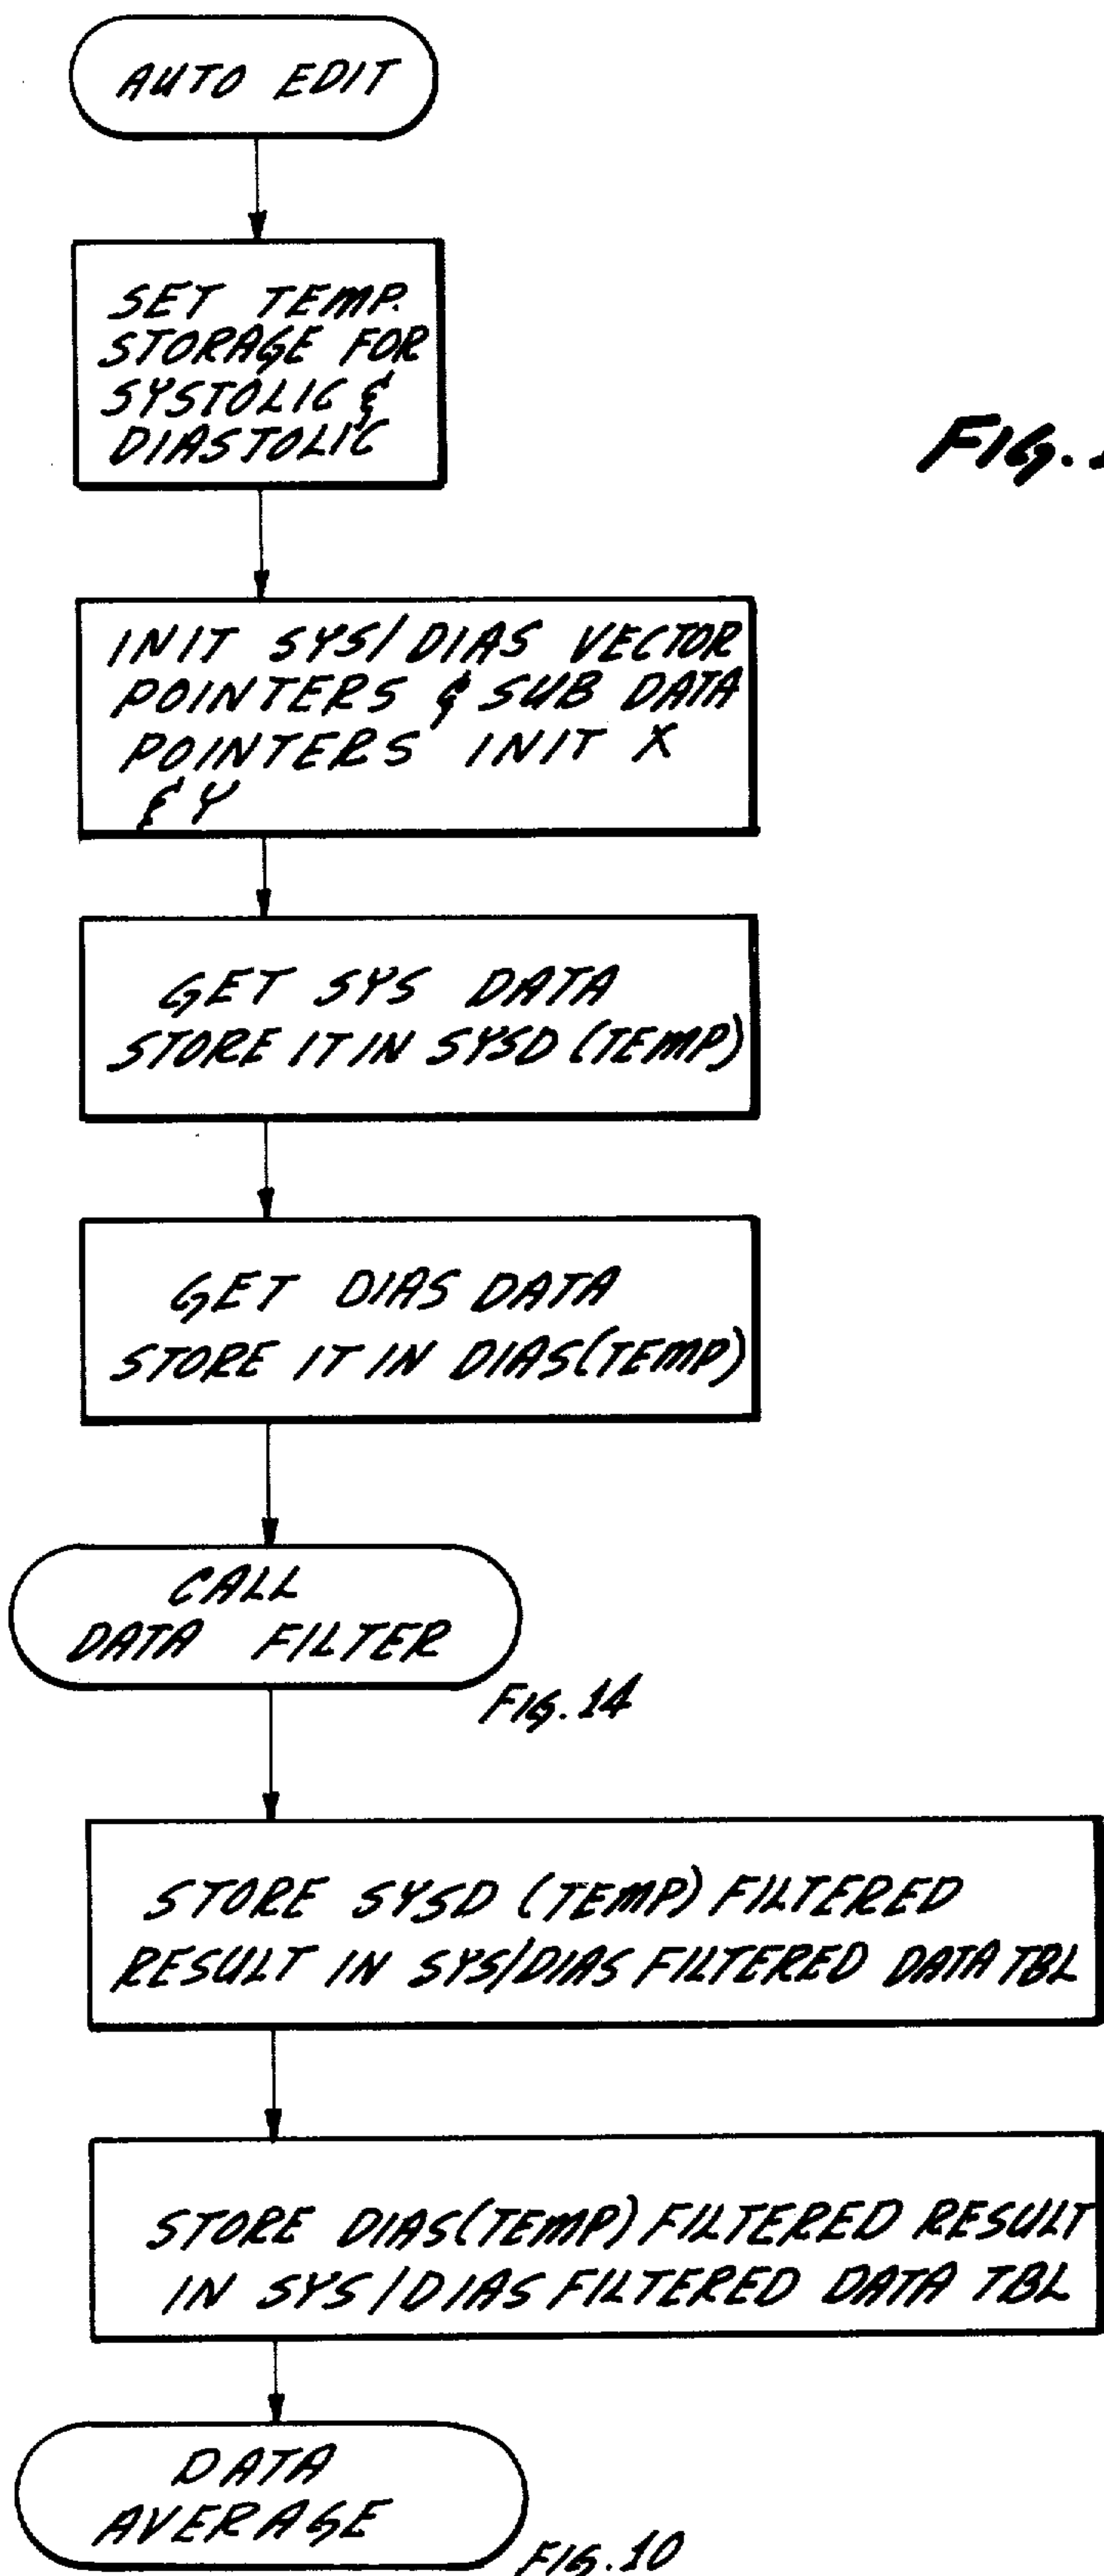 AUTO EDIT
SET TEMP.
STORAGE FOR
SYSTOLIC &
DIASTOLIC
FIG.
INIT SYS/DIAS VECTOR
POINTERS & SUB DATA
POINTERS INIT X
& Y
GET SYS DATA
STORE IT IN SYSD (TEMP)
GET DIAS DATA
STORE IT IN DIAS(TEMP)
CALL
DATA FILTER
FIG. 14
STORE SYSD (TEMP) FILTERED
RESULT IN SYS/DIAS FILTERED DATA TBL
STORE DIAS(TEMP) FILTERED RESULT
IN SYS/DIAS FILTERED DATA TBL
DATA
AVERAGE
FIG. 10